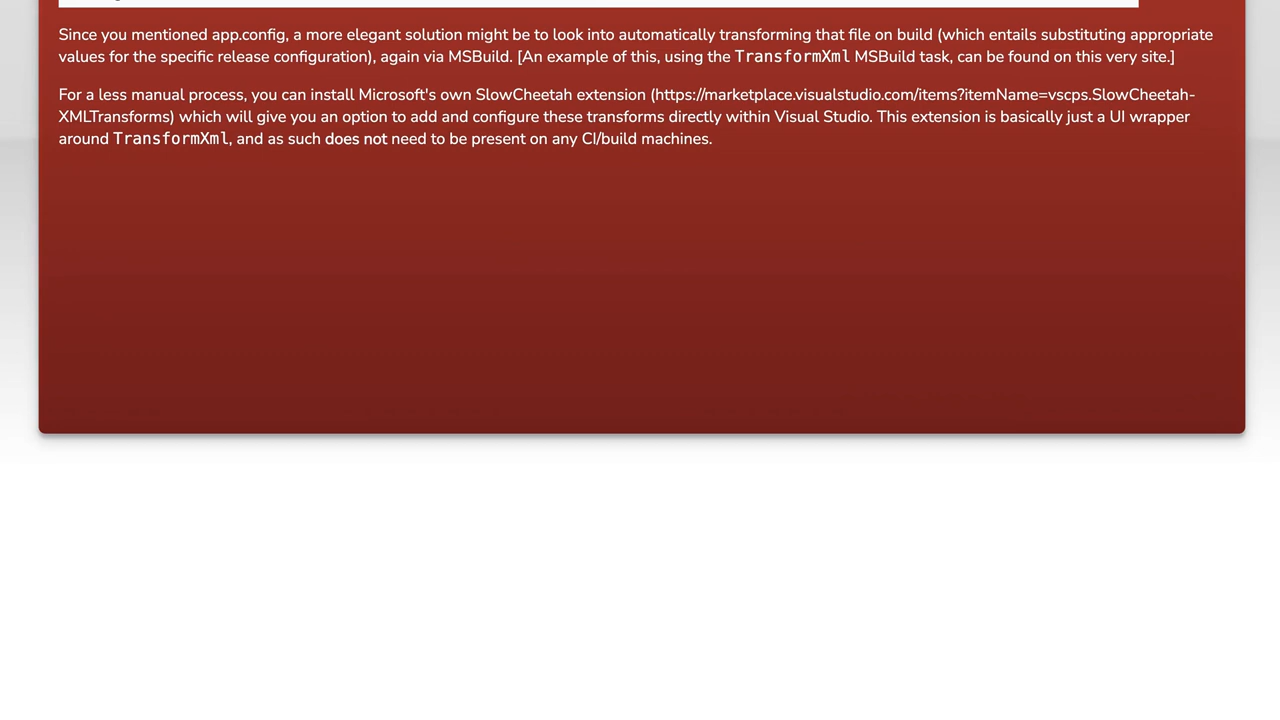 Since you mentioned app.config, a more elegant solution might be to look into automatically transforming that file on build (which entails substituting appropriate
values for the specific release configuration), again via MSBuild. [An example of this, using the TransformXml MSBuild task, can be found on this very site.]
For a less manual process, you can install Microsoft's own SlowCheetah extension (https://marketplace.visualstudio.com/items?itemName=vscps.SlowCheetah-
XMLTransforms) which will give you an option to add and configure these transforms directly within Visual Studio. This extension is basically just a UI wrapper
around TransformXml, and as such does not need to be present on any CI/build machines.